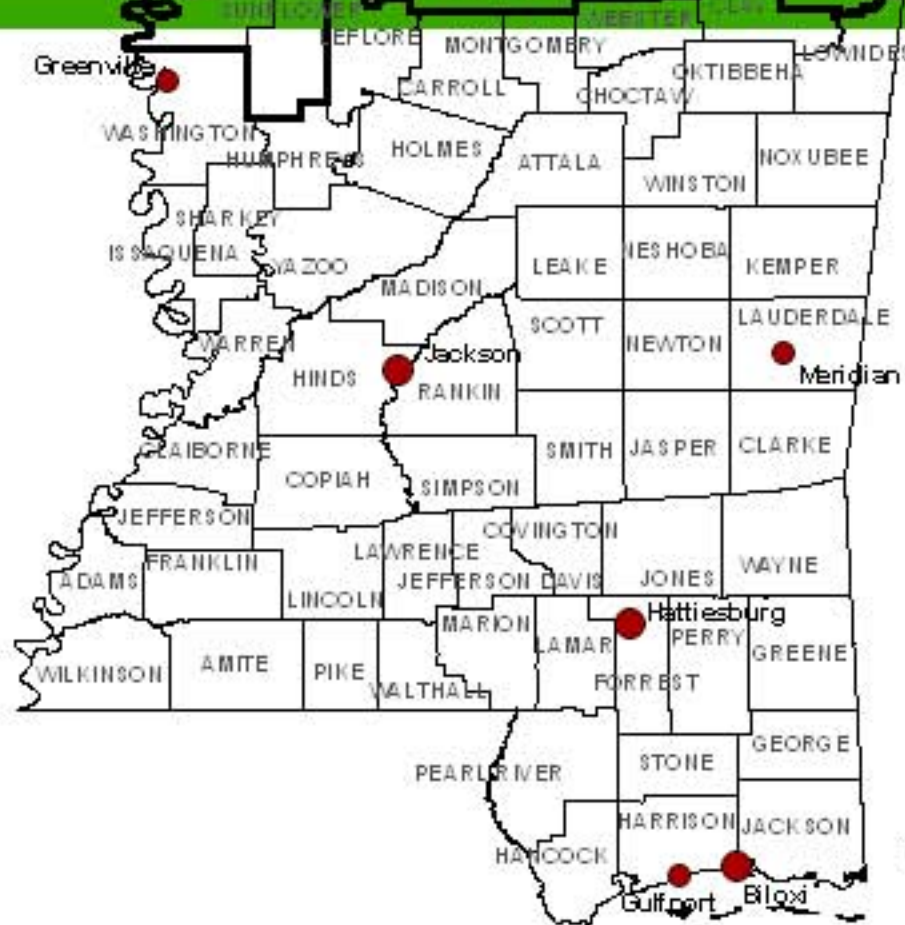 SUNFLOWER
WEBSTER
LEFLORE
MONTGOMERY
LOWNDES
Greenville
OKTIBBEHA
CARROLL
CHOCTAW
WASHINGTON
HUMPHREYS
HOLMES
ATTALA
NOXUBEE
WINSTON
SHARKEY
ISSAQUENA
YAZOO
LEAKE
NESHOBA
KEMPER
MADISON
SCOTT
LAUDERDALE
WARREN
NEWTON
Jackson
HINDS
RANKIN
Meridian
CLAIBORNE
SMITH
JASPER
CLARKE
COPIAH
SIMPSON
JEFFERSON
COVINGTON
LAWRENCE
FRANKLIN
WAYNE
ADAMS
JEFFERSON DAVIS
JONES
LINCOLN
Hattiesburg
MARION
PERRY
LAMAR
GREENE
WILKINSON
AMITE
PIKE
FORREST
WALTHALL
GEORGE
STONE
PEARL RIVER
HARRISON
JACKSON
HANCOCK
Gulfport
Biloxi